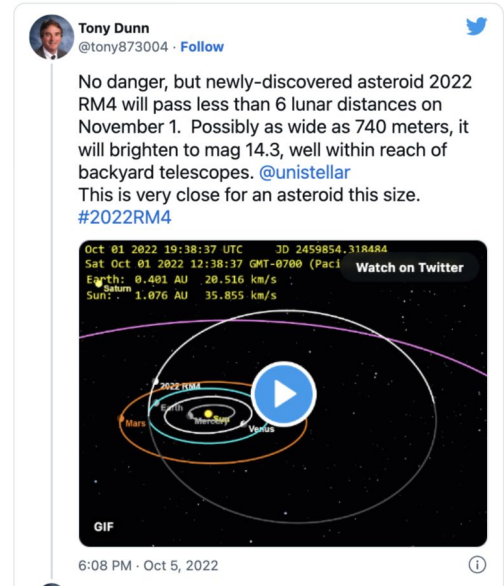 Tony Dunn
@tony873004 · Follow
No danger, but newly-discovered asteroid 2022
RM4 will pass less than 6 lunar distances on
November 1.  Possibly as wide as 740 meters, it
will brighten to mag 14.3, well within reach of
backyard telescopes. @unistellar
This is very close for an asteroid this size.
#2022RM4
Oct 01 2022 19:38:37 UTC JD 2459854.318484
Sat Oct 01 2022 12:38:37 GMT-0700 (Paci
Watch on Twitter
Earth: 0.401 AU 20.516 km/s
Saturn
Sun: 1.076 AU 35.855 km/s
2022 RM4
Earth
Mars
Mercury
Sun
Venus
GIF
6:08 PM · Oct 5, 2022